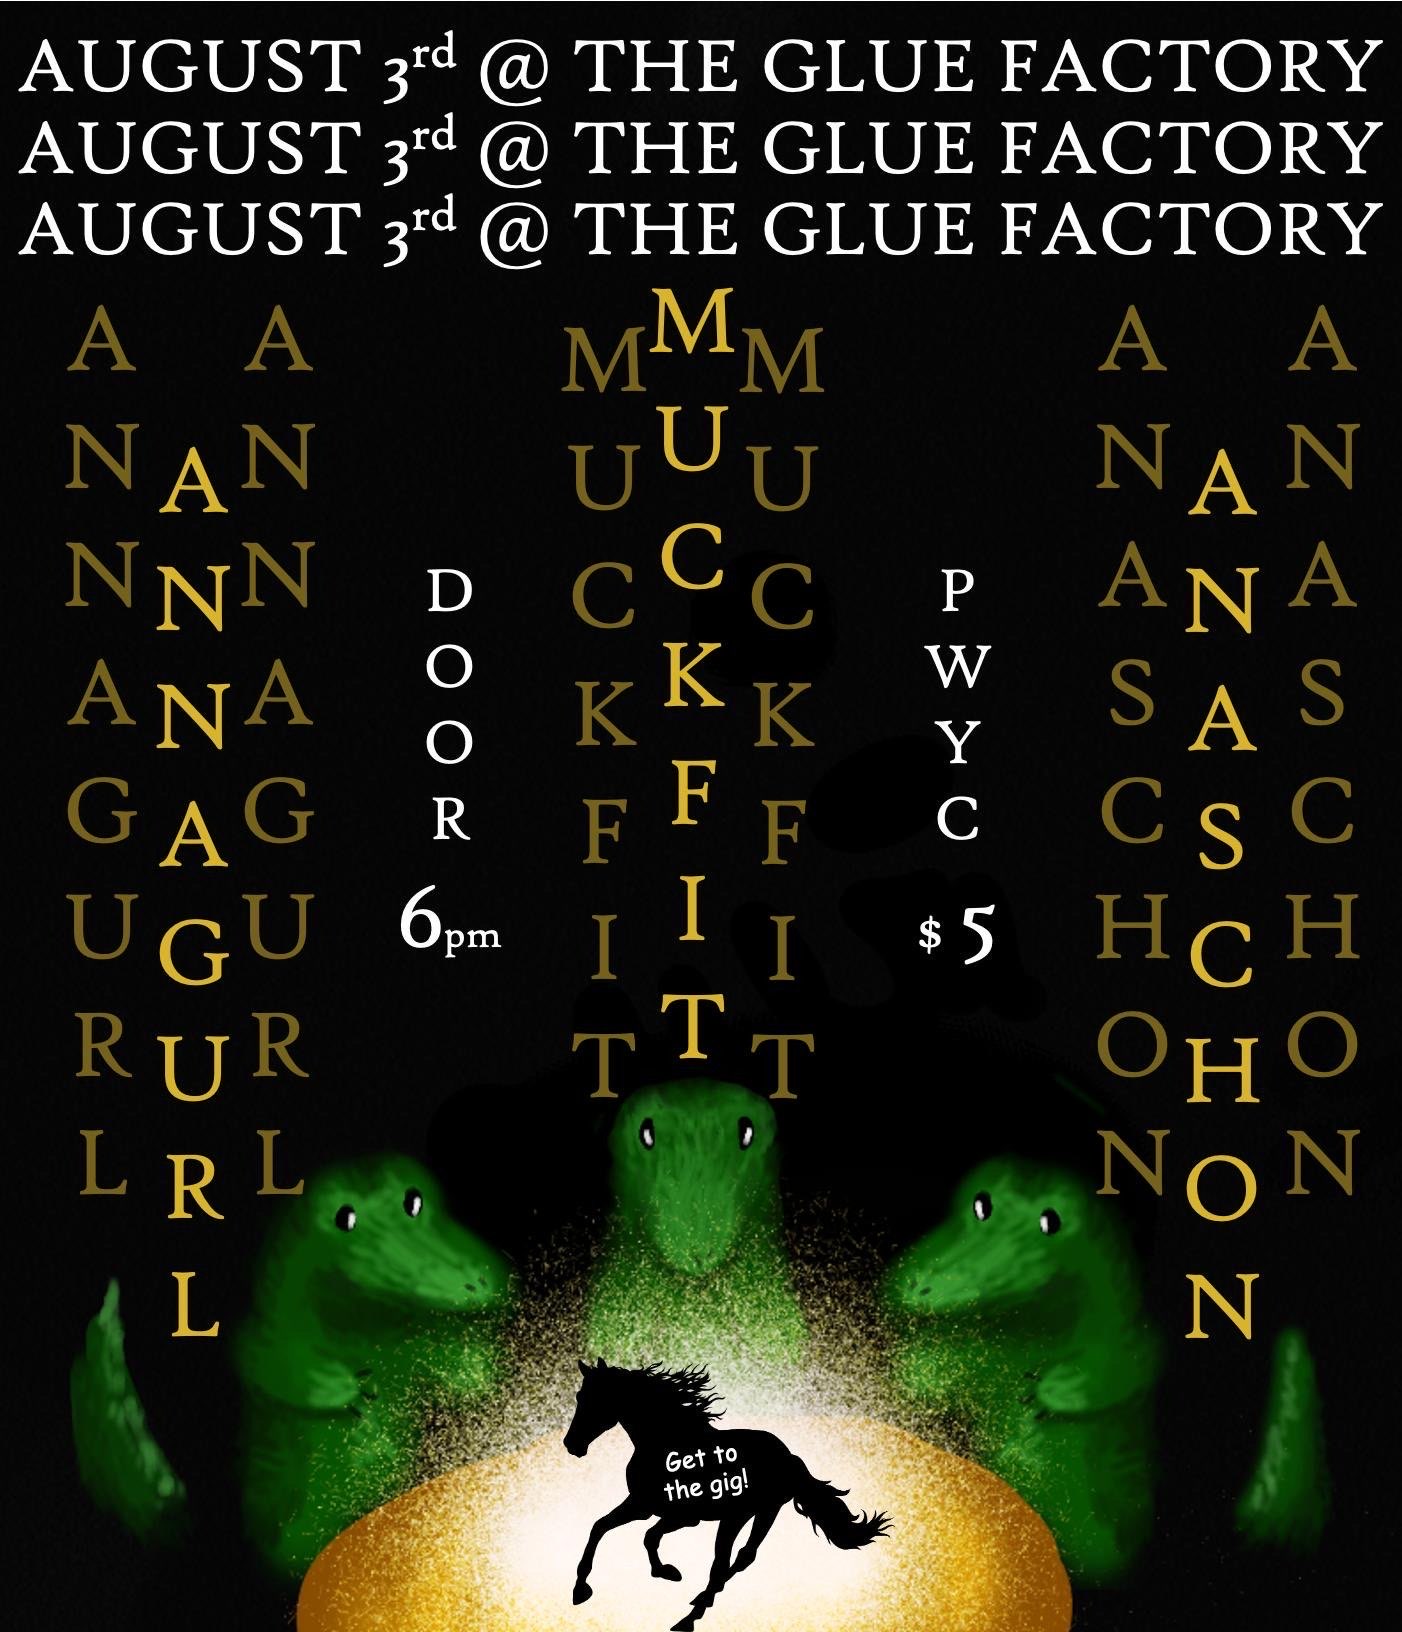 AUGUST 3rd @ THE GLUE FACTORY
AUGUST 3rd @ THE GLUE FACTORY
AUGUST 3rd @ THE GLUE FACTORY
ANNAGURL
ANNAGURL
ANNAGURL
DOOR
6pm
MUCKFIT
MUCKFIT
MUCKFIT
PWYC
$ 5
ANASCHON
ANASCHON
ANASCHON
Get to
the gig!